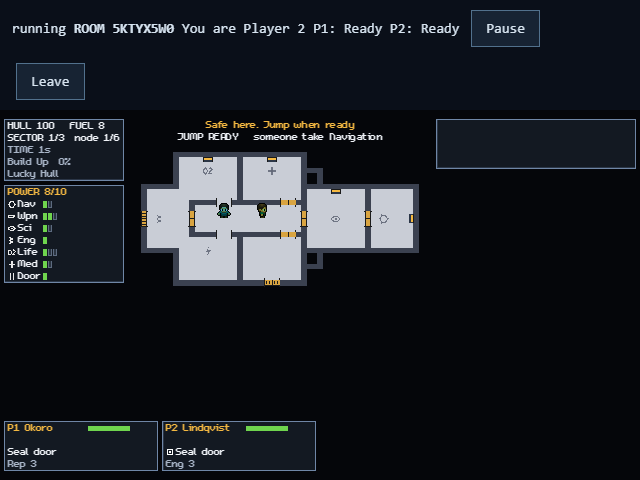 running ROOM 5KTYX5W0 You are Player 2 P1: Ready P2: Ready Pause
Leave
HULL 100 FUEL 8
SECTOR 1/3 node 1/6
TIME 1s
Build Up 0%
Lucky Hull
Safe here. Jump when ready
JUMP READY someone take Navigation
POWER 8/10
Nav
Wpn
Sci
Eng
O2 Life
Med
Door
O2
P1 Okoro
Seal door
Rep 3
P2 Lindqvist
Seal door
Eng 3